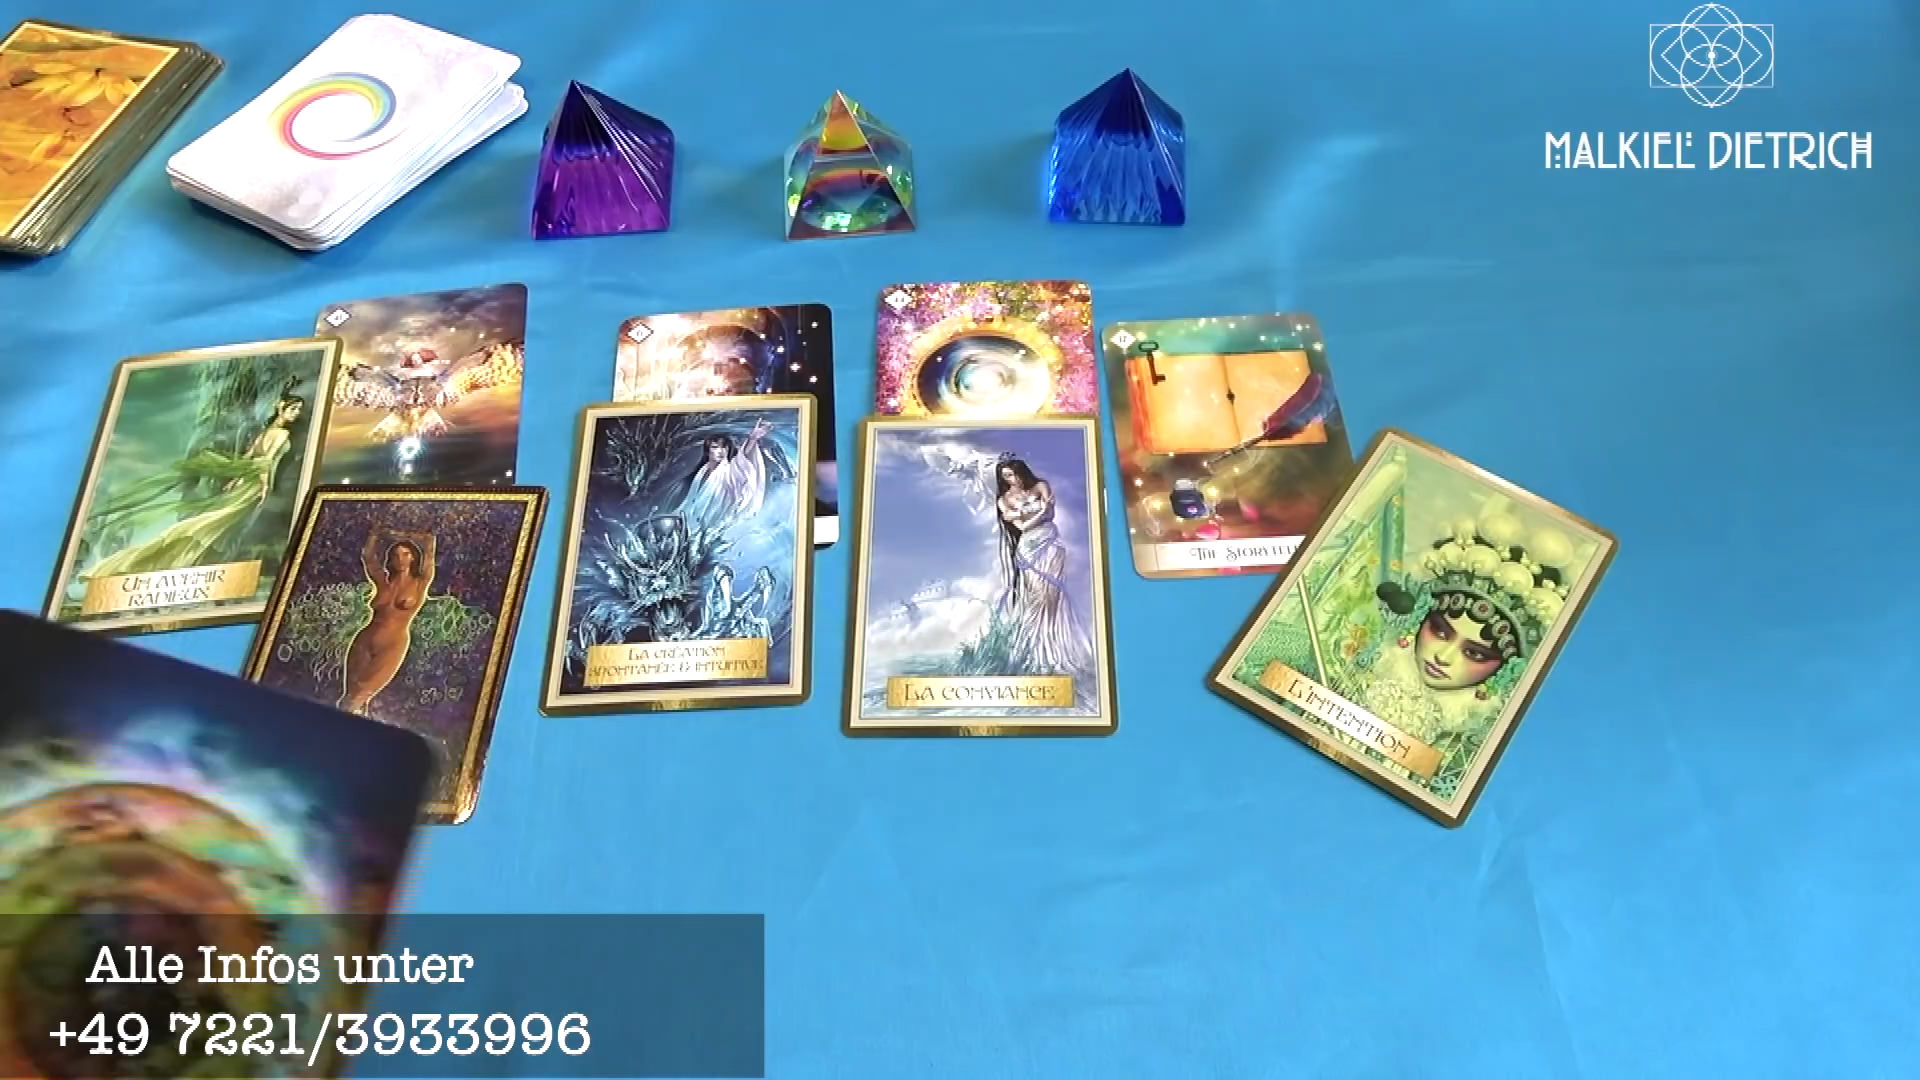 MALKIEL DIETRICH
UN AVENIR
RADIEUX
LA CRÉATION
SPONTANÉE & INTUITIVE
LA CONFIANCE
THE STORYTELL
L'INTENTION
Alle Infos unter
+49 7221/3933996